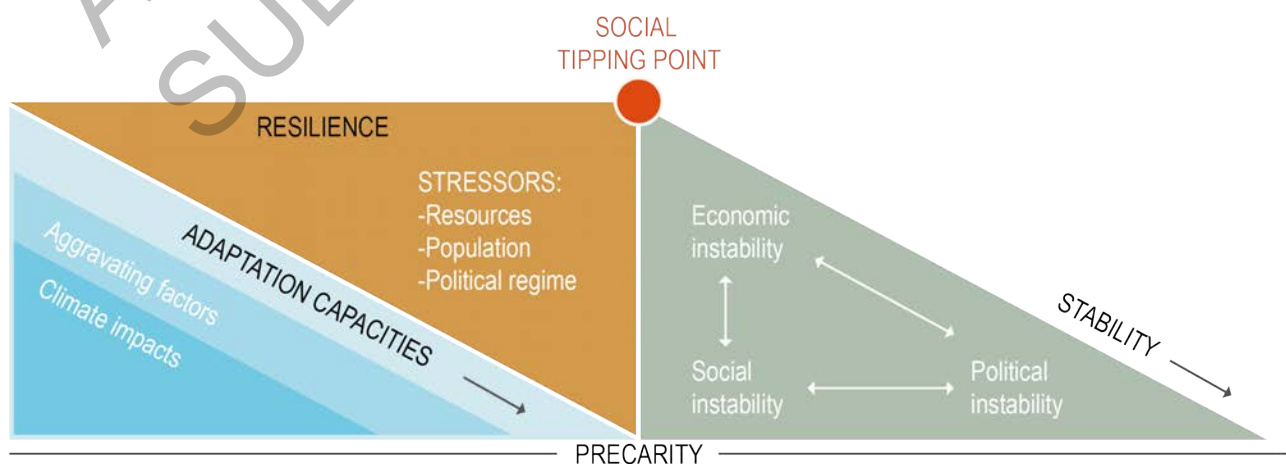 SOCIAL
TIPPING POINT
RESILIENCE
STRESSORS:
-Resources
-Population
-Political regime
ADAPTATION CAPACITIES
Aggravating factors
Climate impacts
Economic
instability
Social
instability
Political
instability
STABILITY
PRECARITY